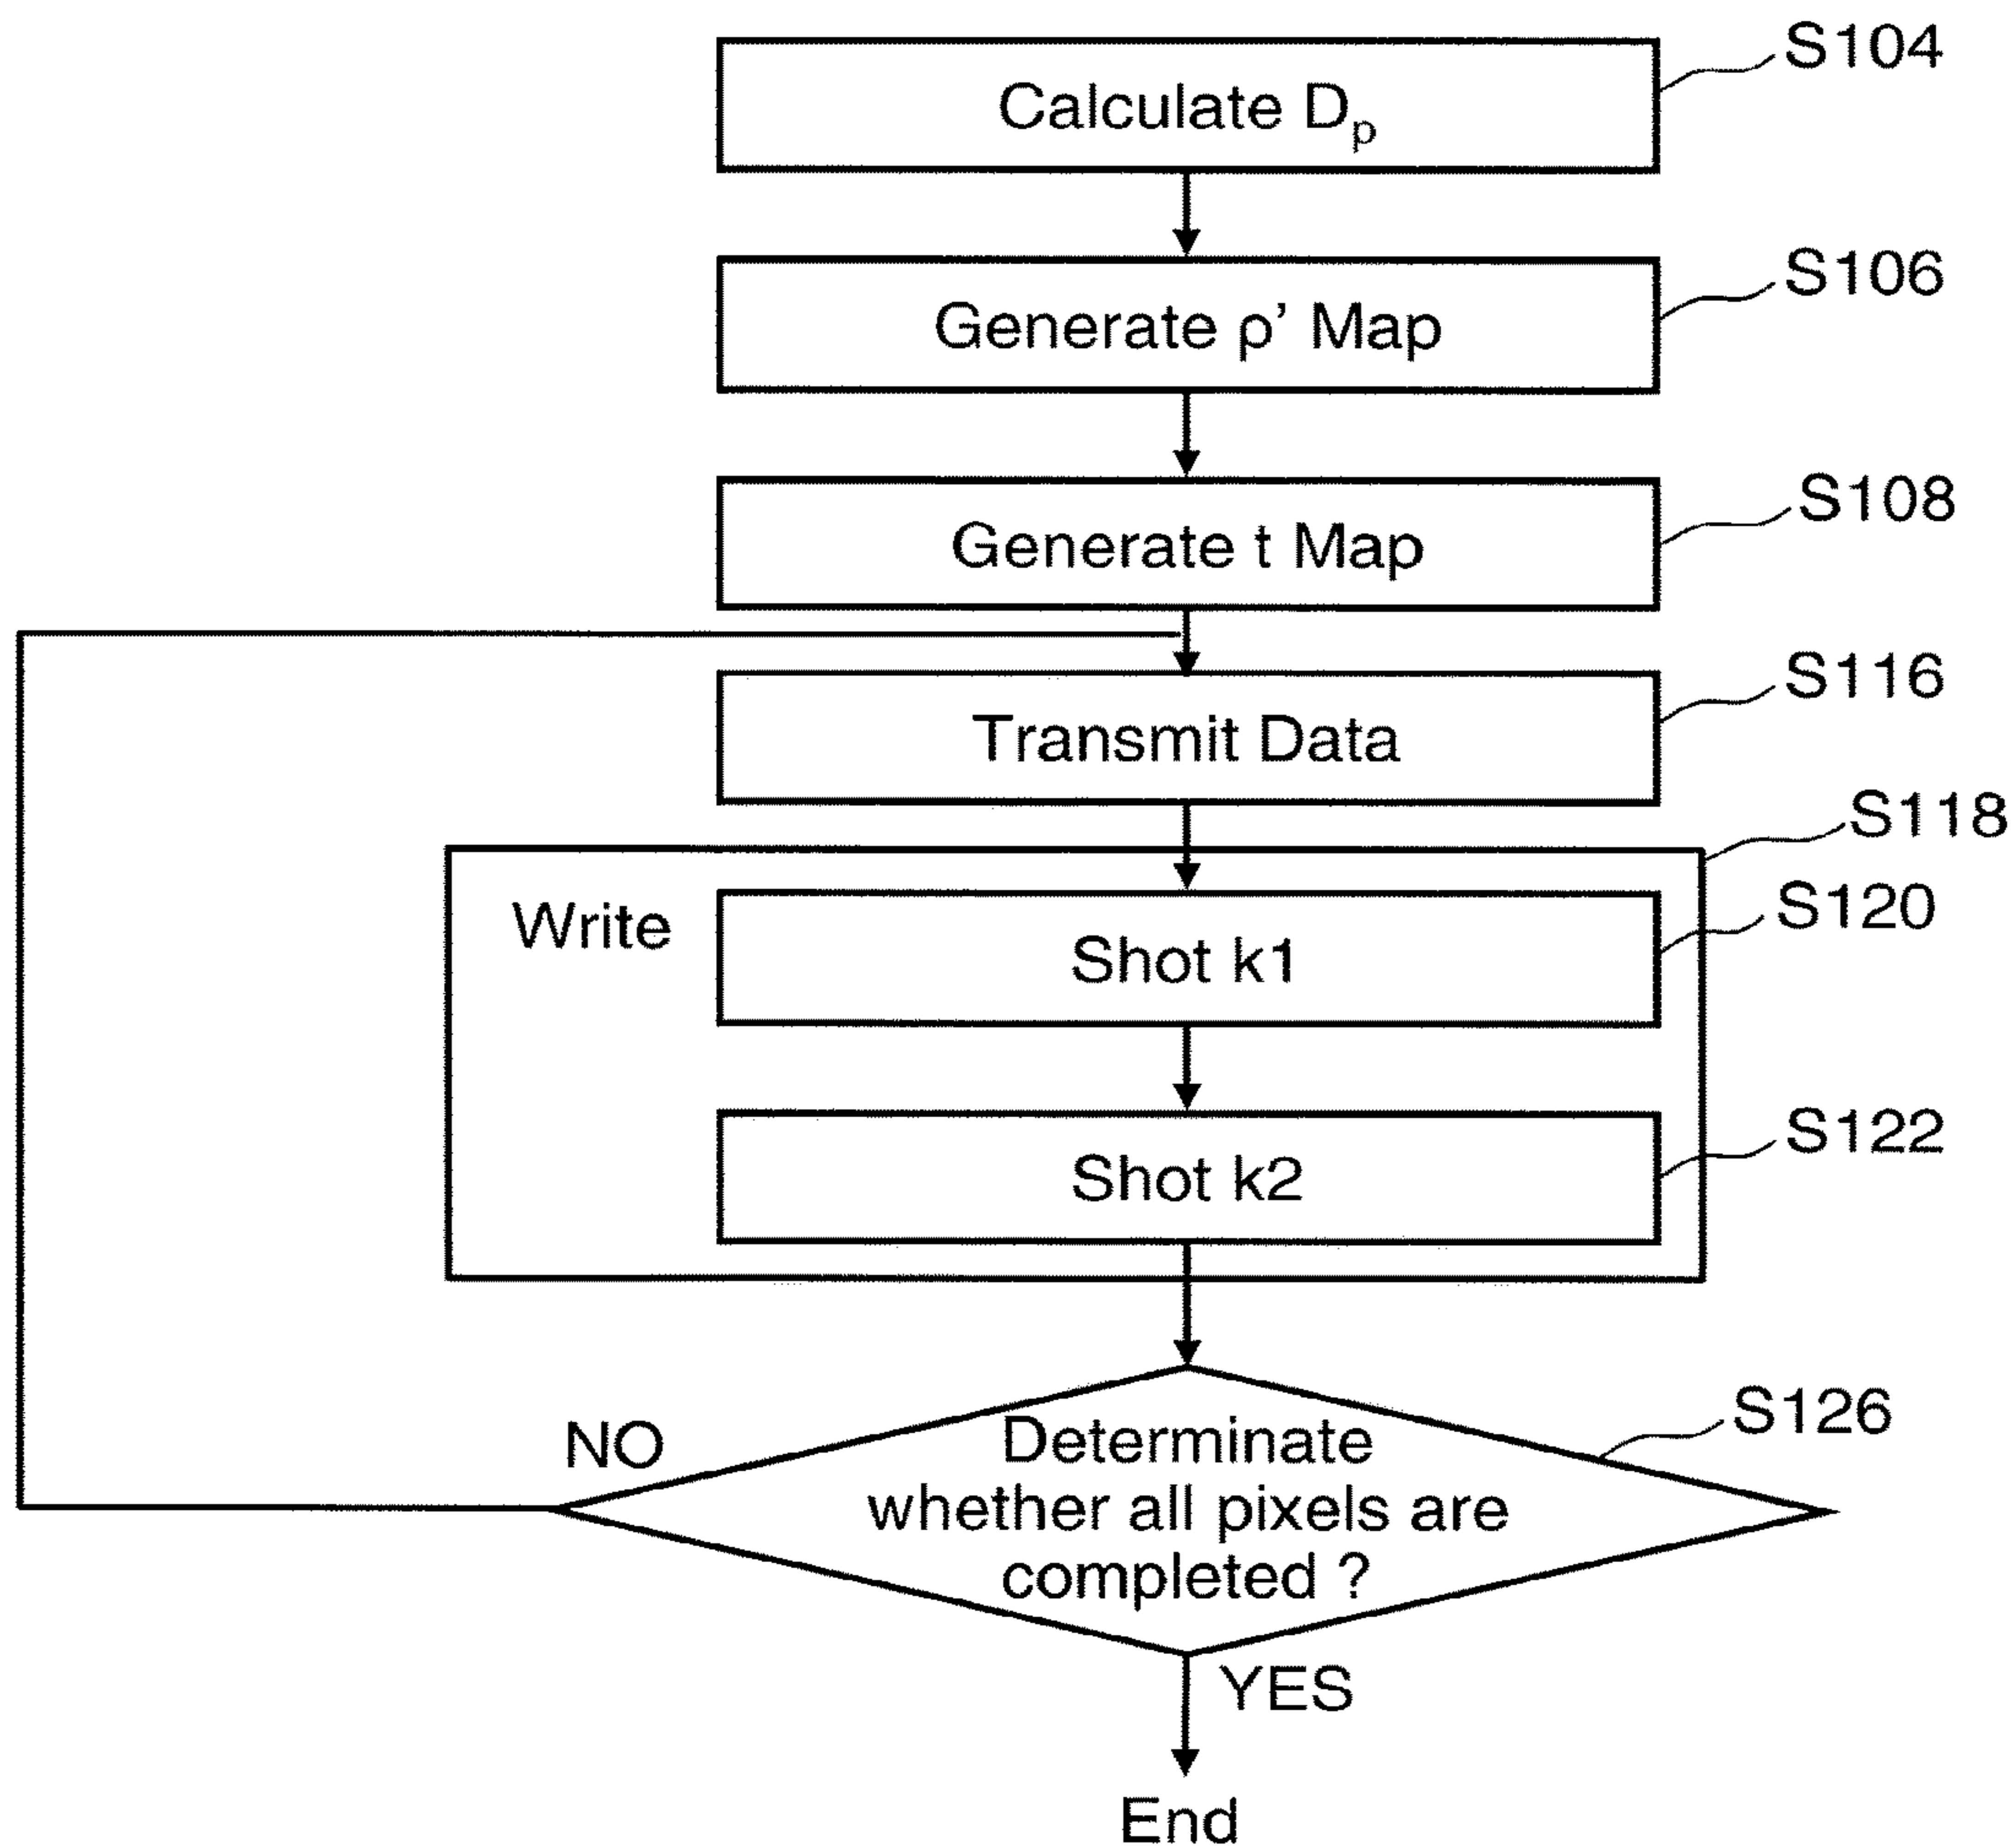 S104
Calculate Dp
S106
Generate ρ’ Map
S108
Generate t Map
S116
Transmit Data
S118
Write
S120
Shot k1
S122
Shot k2
S126
NO
Determinate
whether all pixels are
completed ?
YES
End